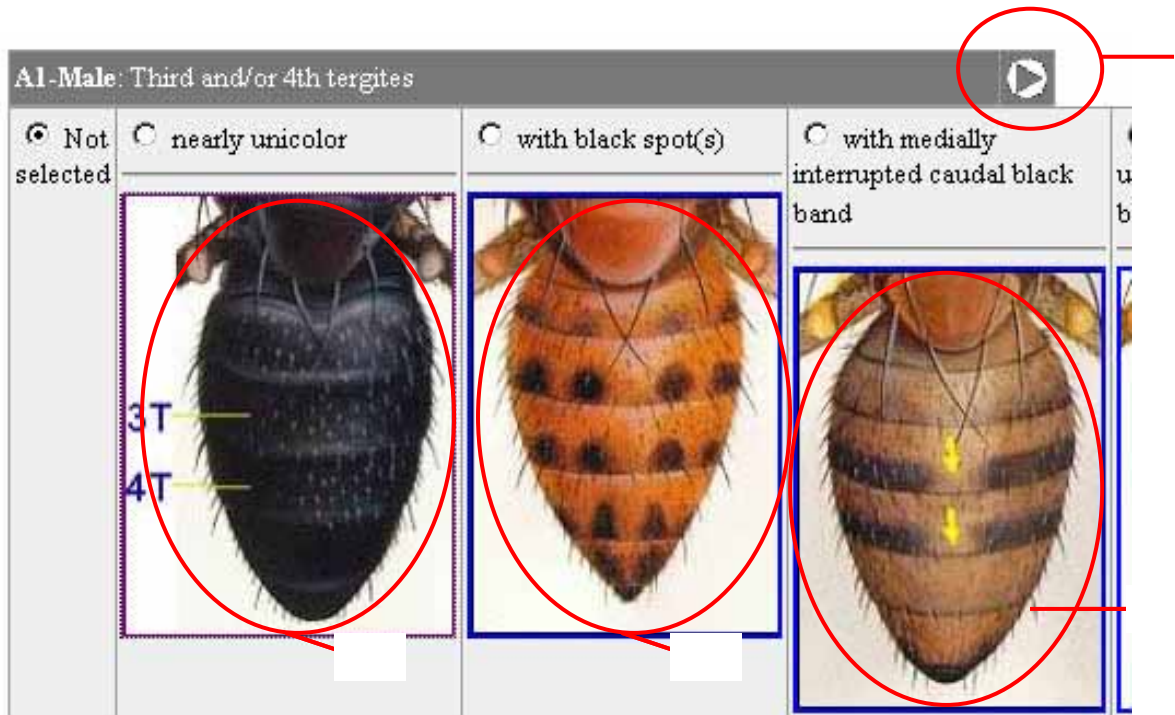 A1-Male: Third and/or 4th tergites
Not selected
nearly unicolor
with black spot(s)
with medially
interrupted caudal black
band
u
b
3T
4T